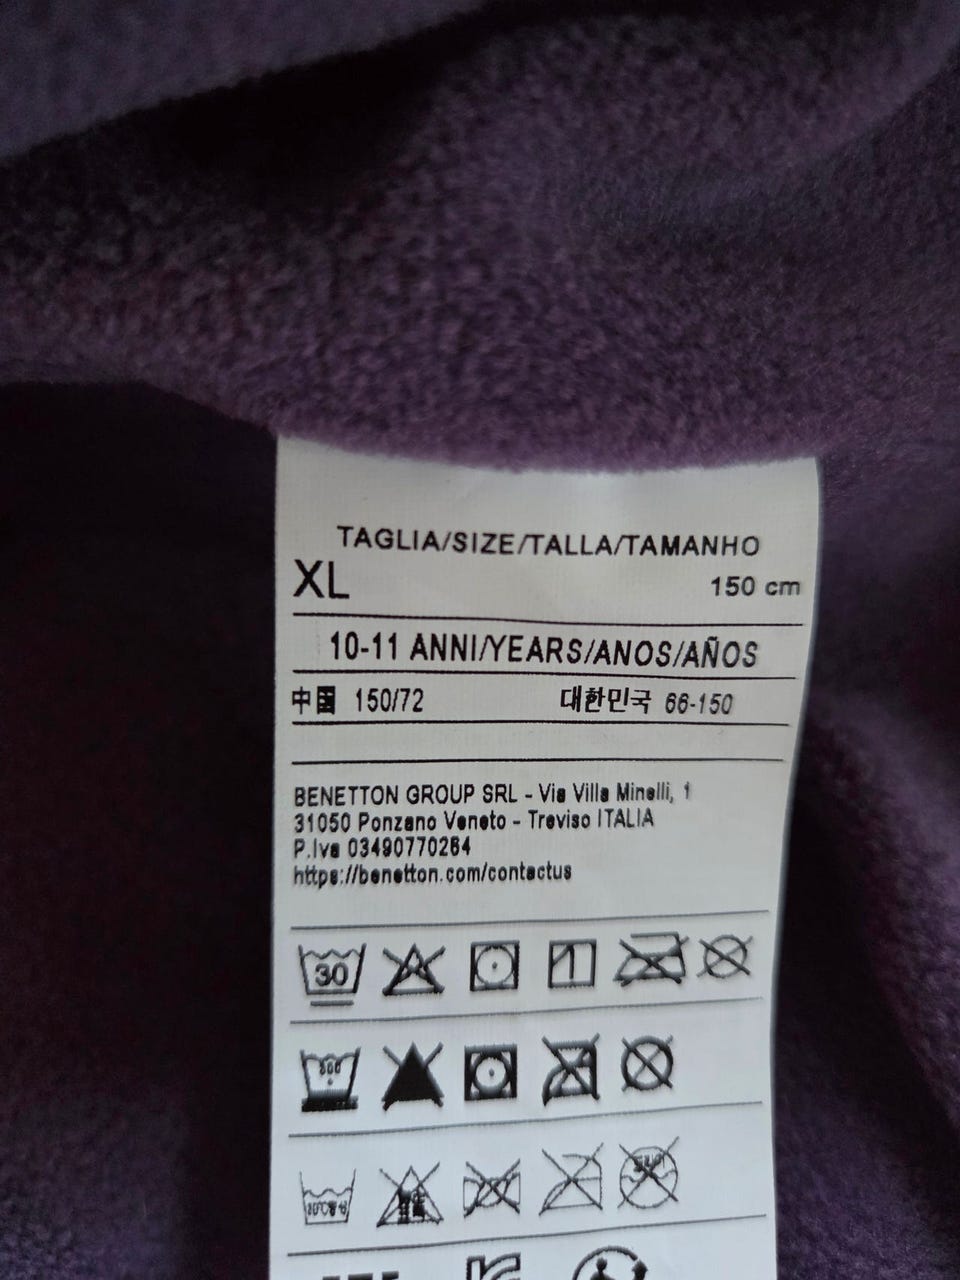 TAGLIA/SIZE/TALLA/TAMANHO
XL 150 cm
10-11 ANNI/YEARS/ANOS/AÑOS
中国 150/72 대한민국 66-150
BENETTON GROUP SRL - Via Villa Minelli, 1
31050 Ponzano Veneto - Treviso ITALIA
P.Iva 03490770264
https://benetton.com/contactus
30